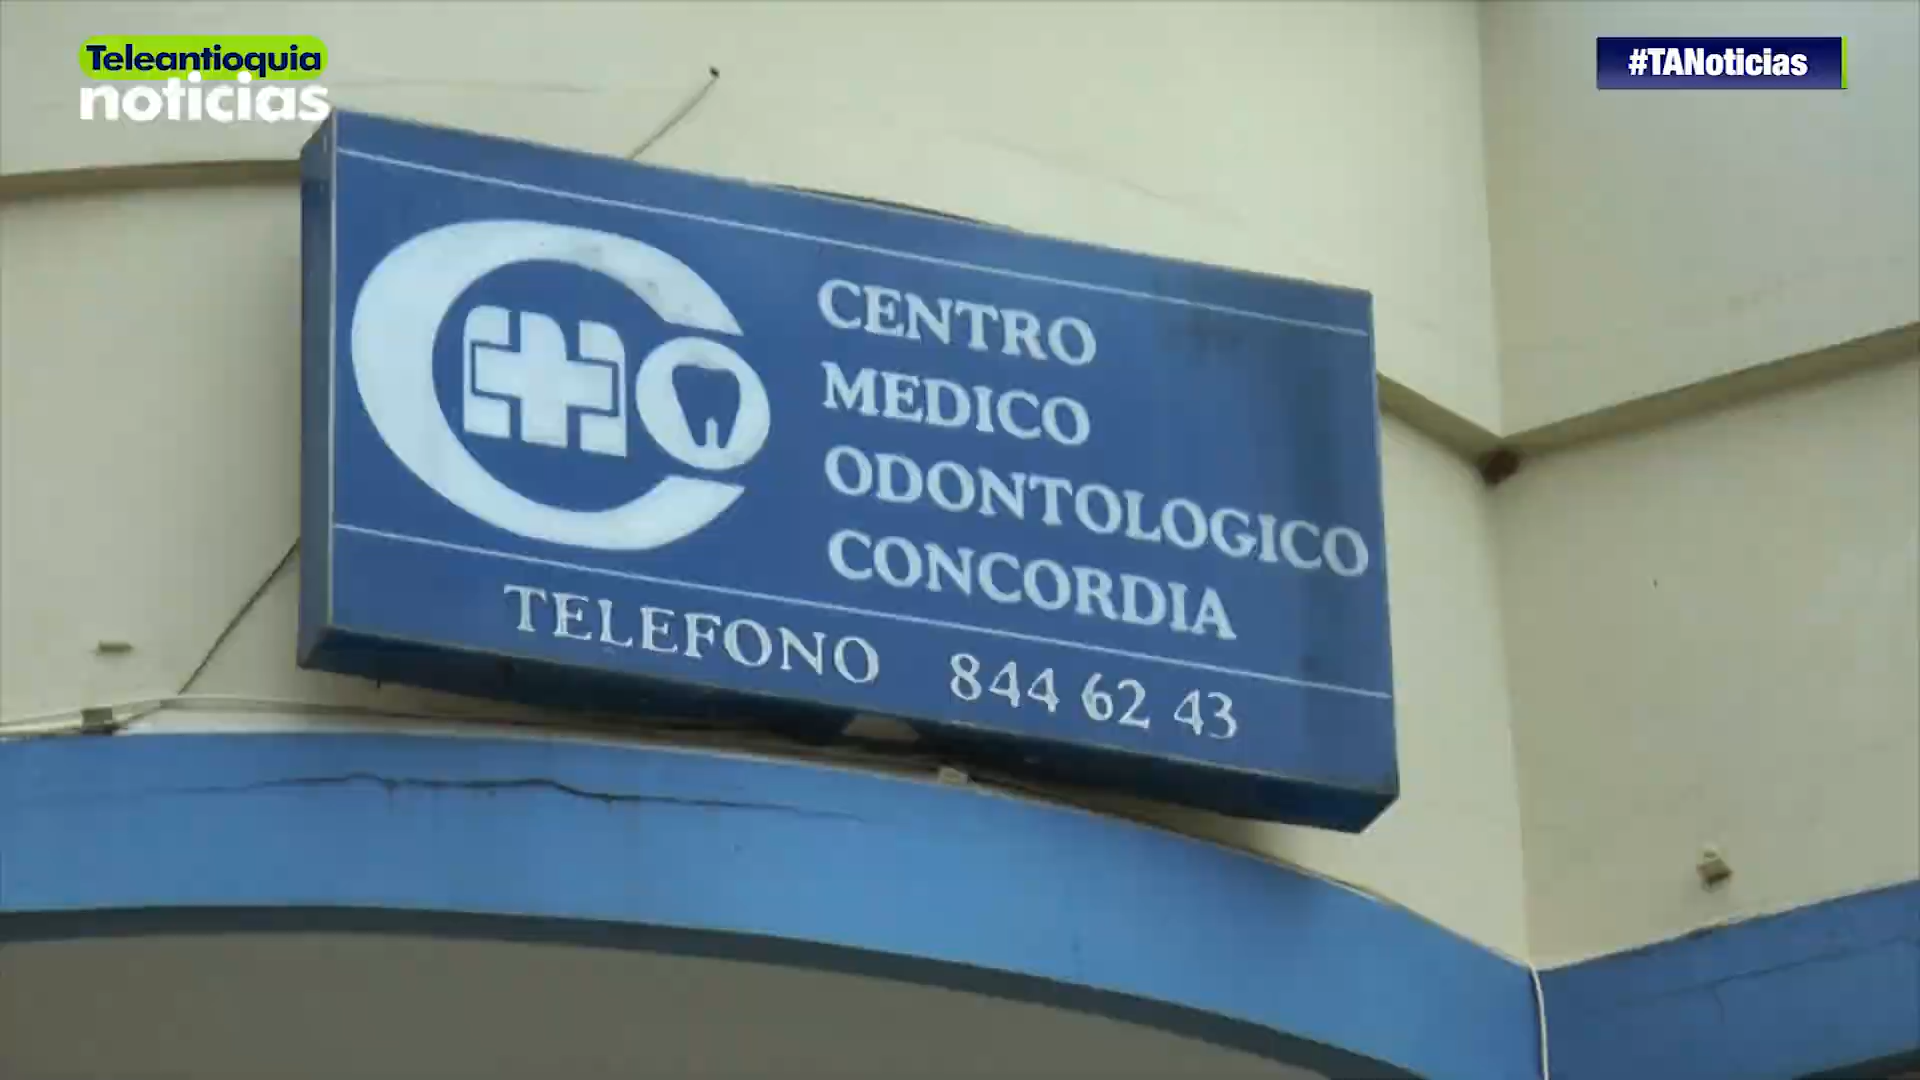 Teleantioquia
noticias
#TANoticias
CENTRO
MEDICO
ODONTOLOGICO
CONCORDIA
TELEFONO 844 62 43